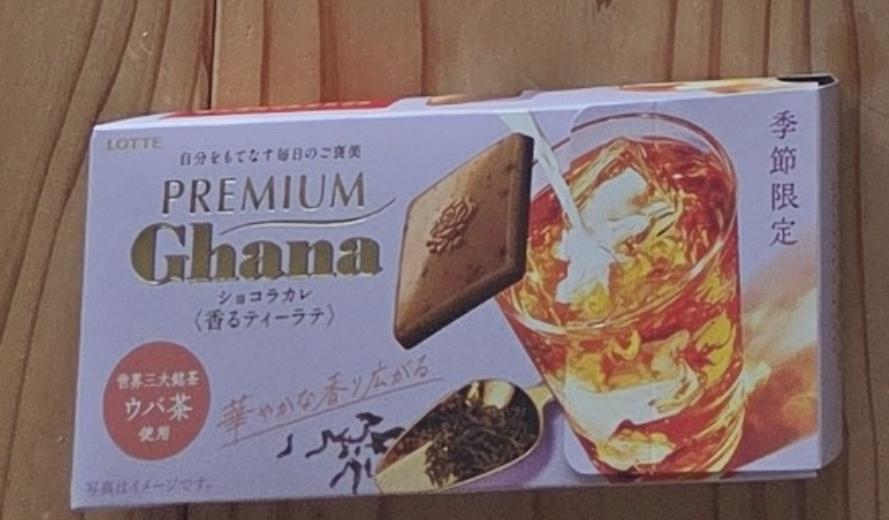 LOTTE
自分をもてなす毎日のご褒美
PREMIUM
Ghana
ショコラカレ
〈香るティーラテ〉
季節限定
世界三大銘茶
ウバ茶
使用
華やかな香り広がる
写真はイメージです。